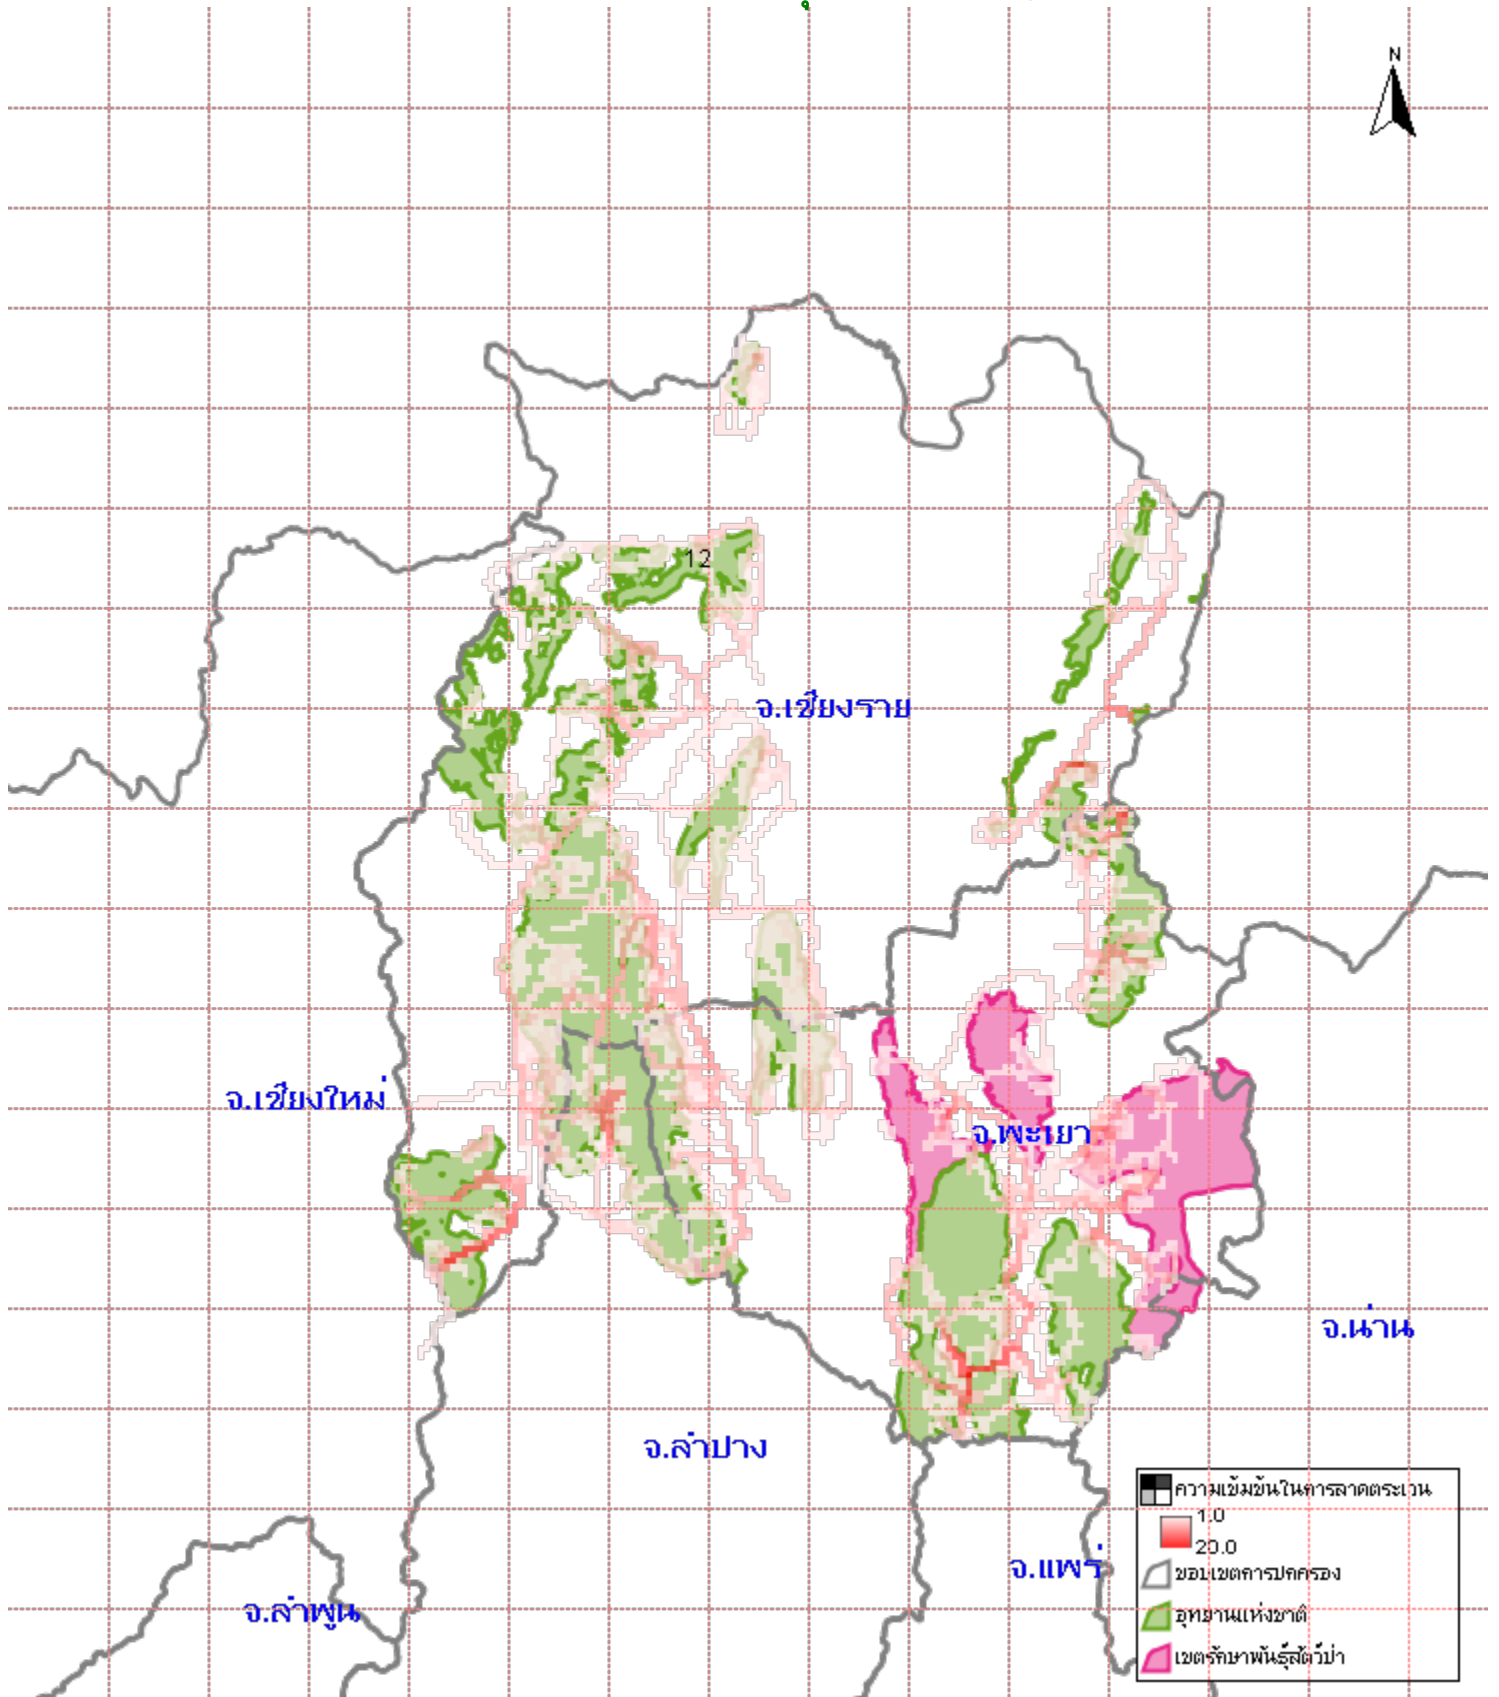 N
12
จ.เชียงราย
จ.เชียงใหม่
จ.พะเยา
จ.น่าน
จ.ลำปาง
จ.แพร่
จ.ลำพูน
ความเข้มข้นในการลาดตระเวน
1.0
20.0
ขอบเขตการปกครอง
อุทยานแห่งชาติ
เขตรักษาพันธุ์สัตว์ป่า